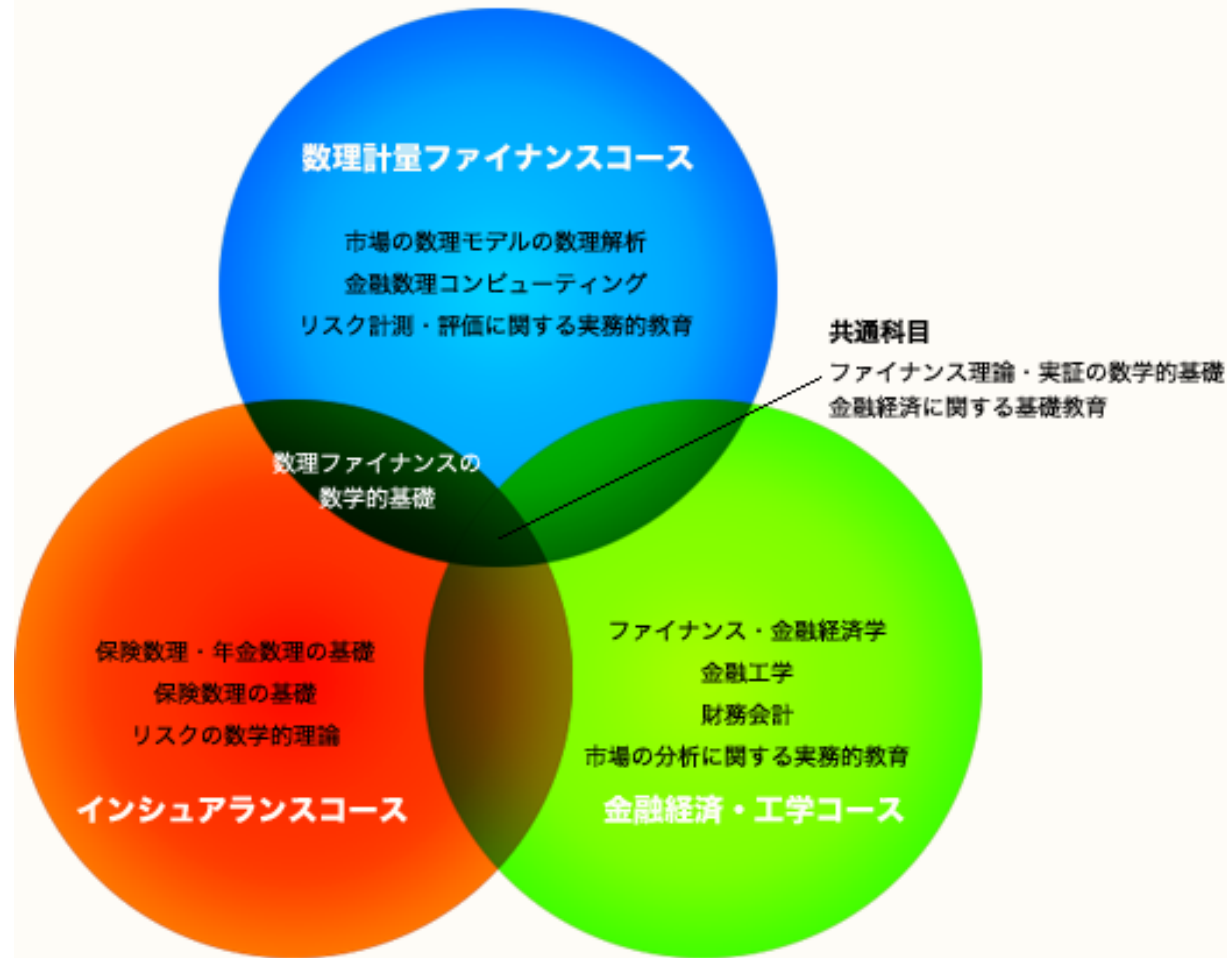 数理計量ファイナンスコース
市場の数理モデルの数理解析
金融数理コンピューティング
リスク計測・評価に関する実務的教育
共通科目
ファイナンス理論・実証の数学的基礎
金融経済に関する基礎教育
数理ファイナンスの
数学的基礎
保険数理・年金数理の基礎
保険数理の基礎
リスクの数学的理論
インシュアランスコース
ファイナンス・金融経済学
金融工学
財務会計
市場の分析に関する実務的教育
金融経済・工学コース